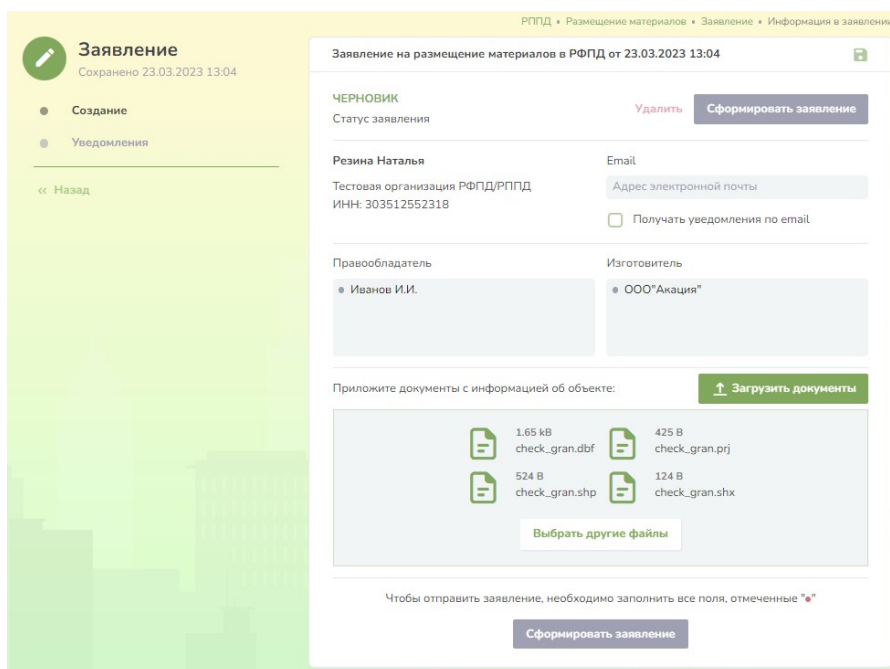 РППД • Размещение материалов • Заявление • Информация в заявлении
Заявление
Сохранено 23.03.2023 13:04
Создание
Уведомления
<< Назад
Заявление на размещение материалов в РФПД от 23.03.2023 13:04
ЧЕРНОВИК
Статус заявления
Удалить
Сформировать заявление
Резина Наталья
Тестовая организация РФПД/РППД
ИНН: 303512552318
Email
Адрес электронной почты
Получать уведомления по email
Правообладатель
Иванов И.И.
Изготовитель
ООО"Акация"
Приложите документы с информацией об объекте:
Загрузить документы
1.65 kB
check_gran.dbf
425 B
check_gran.prj
524 B
check_gran.shp
124 B
check_gran.shx
Выбрать другие файлы
Чтобы отправить заявление, необходимо заполнить все поля, отмеченные "•"
Сформировать заявление